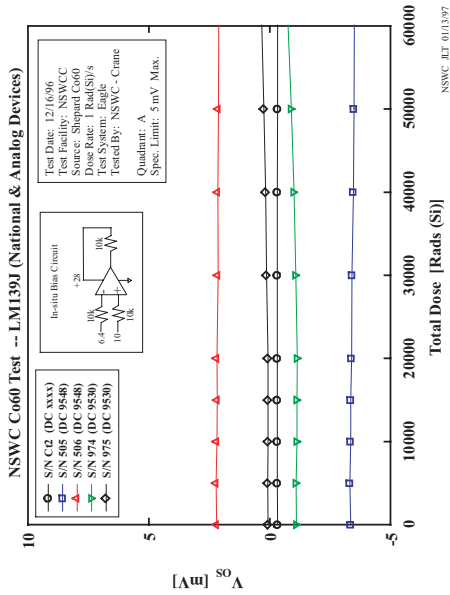 NSWC Co60 Test -- LM139J (National & Analog Devices)
S/N Ct2 (DC xxxx)
S/N 505 (DC 9548)
S/N 506 (DC 9548)
S/N 974 (DC 9530)
S/N 975 (DC 9530)
In-situ Bias Circuit
+28
10k
10k
6.4
-
+
10
10k
Test Date: 12/16/96
Test Facility: NSWCC
Source: Shepard Co60
Dose Rate: 1 Rad(Si)/s
Test System: Eagle
Tested By: NSWC - Crane
Quadrant: A
Spec. Limit: 5 mV Max.
10
5
0
-5
VOS [mV]
0
10000
20000
30000
40000
50000
60000
Total Dose [Rads (Si)]
NSWC JLT 01/13/97